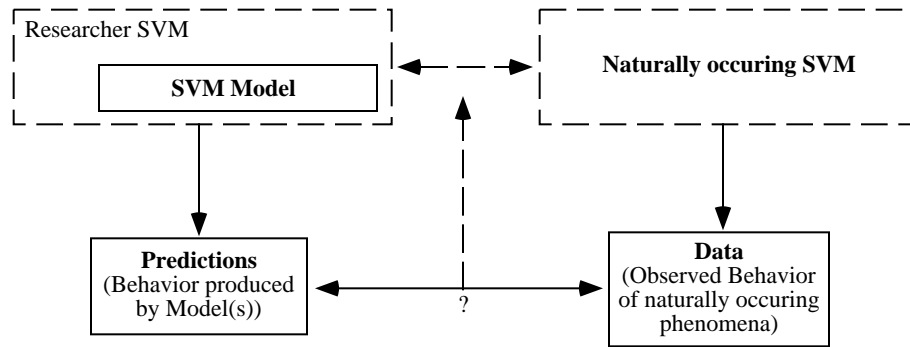 Researcher SVM
SVM Model
Naturally occuring SVM
Predictions
(Behavior produced
by Model(s))
Data
(Observed Behavior
of naturally occuring
phenomena)
?